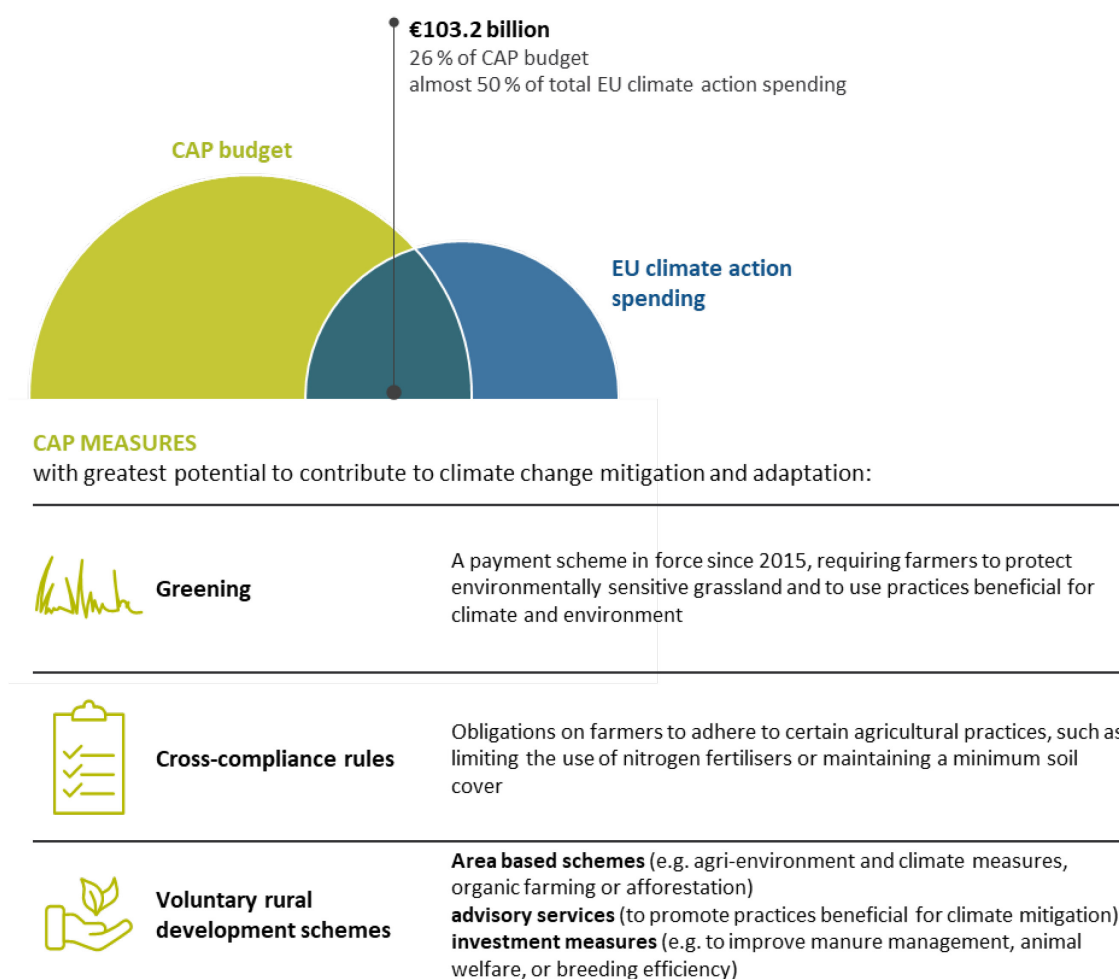 €103.2 billion
26 % of CAP budget
almost 50 % of total EU climate action spending
CAP budget
EU climate action
spending
CAP MEASURES
with greatest potential to contribute to climate change mitigation and adaptation:
Greening
A payment scheme in force since 2015, requiring farmers to protect
environmentally sensitive grassland and to use practices beneficial for
climate and environment
Cross-compliance rules
Obligations on farmers to adhere to certain agricultural practices, such as
limiting the use of nitrogen fertilisers or maintaining a minimum soil
cover
Voluntary rural
development schemes
Area based schemes (e.g. agri-environment and climate measures,
organic farming or afforestation)
advisory services (to promote practices beneficial for climate mitigation)
investment measures (e.g. to improve manure management, animal
welfare, or breeding efficiency)